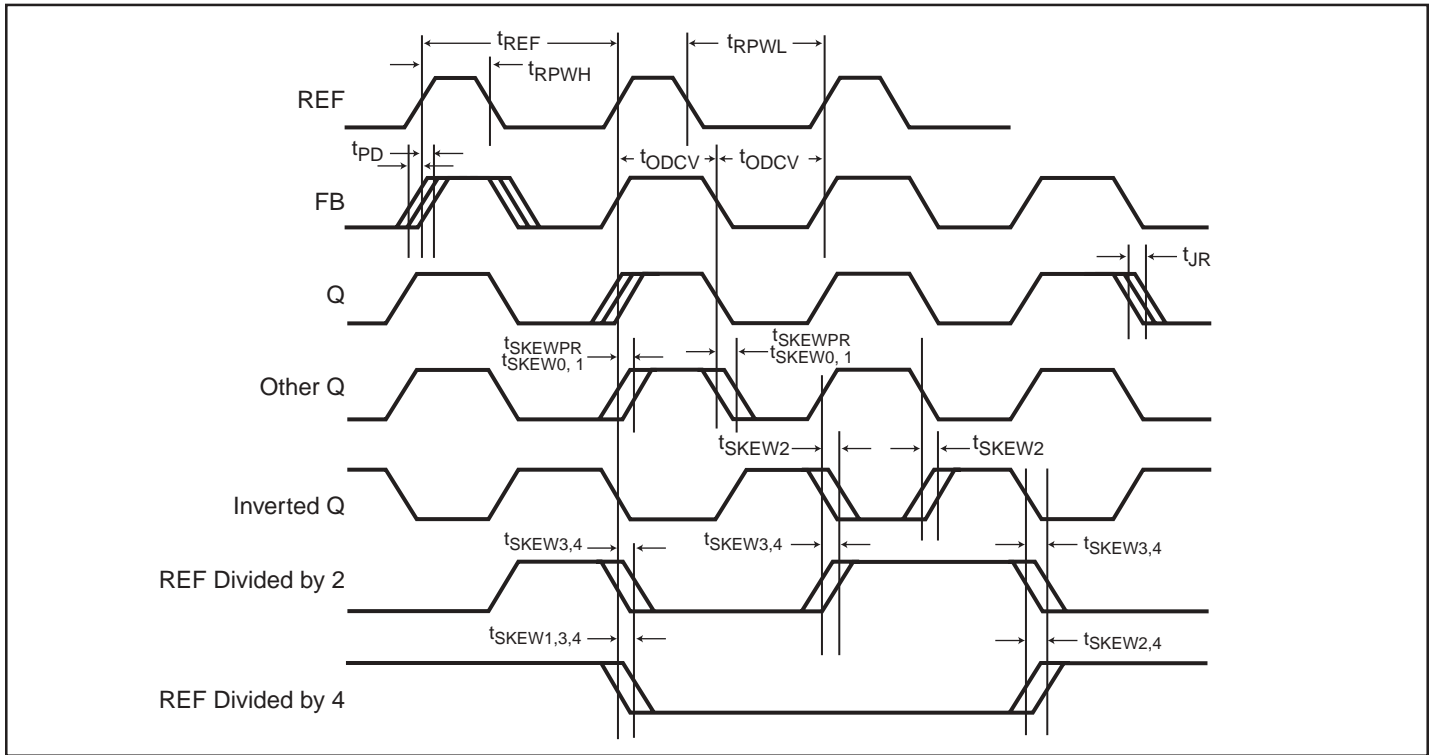 tREF
tRPWL
tRPWH
REF
tPD
tODCV
tODCV
FB
tJR
Q
tSKEWPR
tSKEW0, 1
tSKEWPR
tSKEW0, 1
Other Q
tSKEW2
tSKEW2
Inverted Q
tSKEW3,4
tSKEW3,4
tSKEW3,4
REF Divided by 2
tSKEW1,3,4
tSKEW2,4
REF Divided by 4